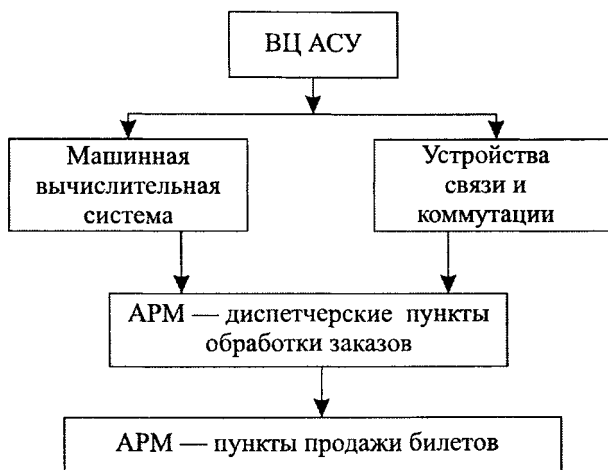 ВЦ АСУ
Машинная
вычислительная
система
Устройства
связи и
коммутации
АРМ — диспетчерские пункты
обработки заказов
АРМ — пункты продажи билетов